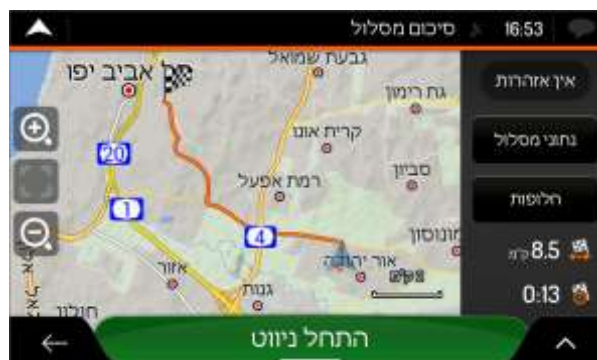 סיכום מסלול
16:53
אין אזהרות
נתוני מסלול
חלופות
8.5 ק"מ
0:13
גבעת שמואל
תל אביב יפו
גת רימון
קרית אונו
20
סביון
רמת אפעל
1
4
מונוסון
אור יהודה
אזור
גנות
חולון
התחל ניווט